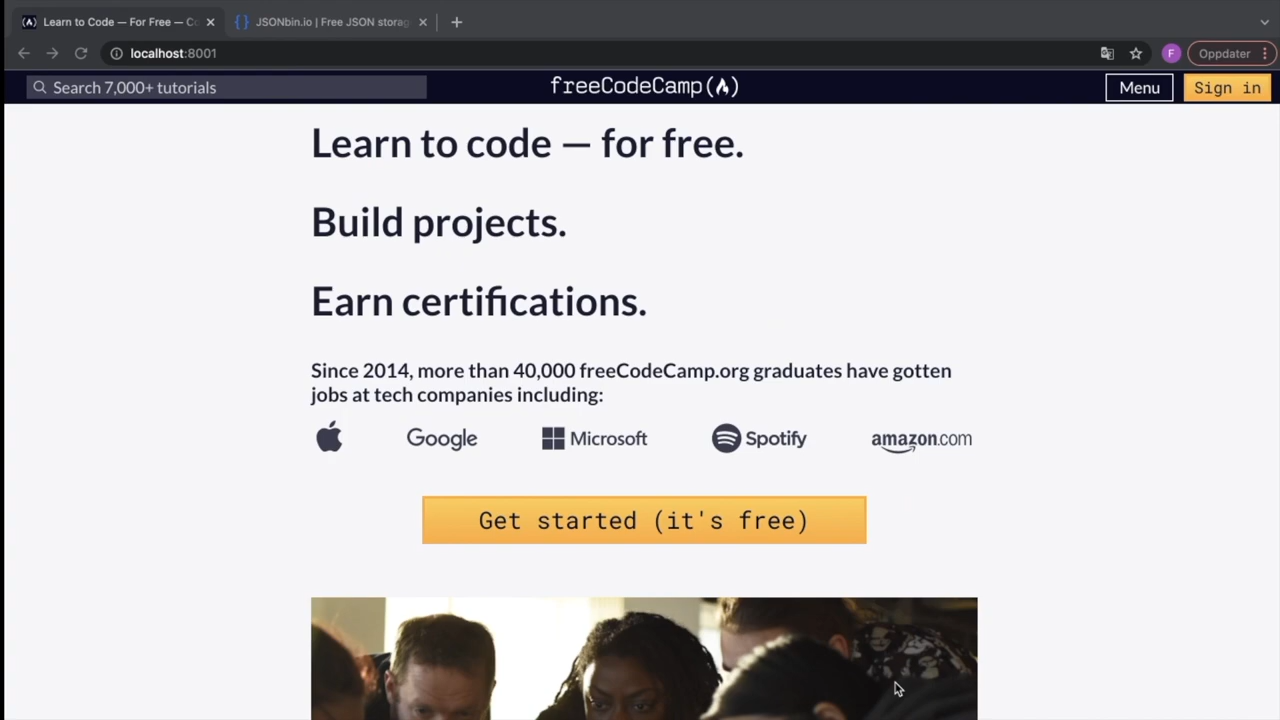 Learn to Code — For Free — Co
JSONbin.io | Free JSON storag
localhost:8001
F
Oppdater
Search 7,000+ tutorials
freeCodeCamp
Menu
Sign in
Learn to code — for free.
Build projects.
Earn certifications.
Since 2014, more than 40,000 freeCodeCamp.org graduates have gotten
jobs at tech companies including:
Google
Microsoft
Spotify
amazon.com
Get started (it's free)